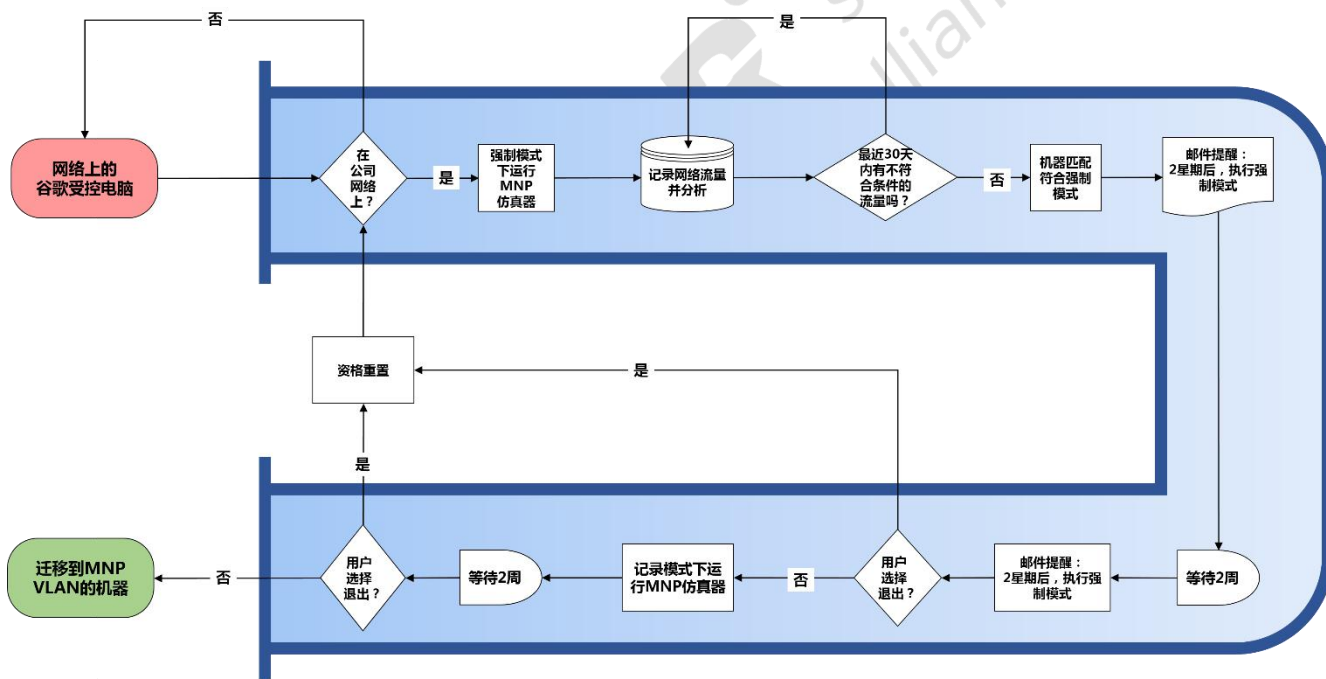 否
是
网络上的
谷歌受控电脑
在
公司
网络
上？
是
强制模式
下运行
MNP
仿真器
记录网络流量
并分析
最近30天
内有不符
合条件的
流量吗？
否
机器匹配
符合强制
模式
邮件提醒：
2星期后，执行强
制模式
资格重置
是
是
迁移到MNP
VLAN的机器
否
用户
选择
退出？
等待2周
记录模式下运
行MNP仿真器
否
用户
选择
退出？
邮件提醒：
2星期后，执行强
制模式
等待2周